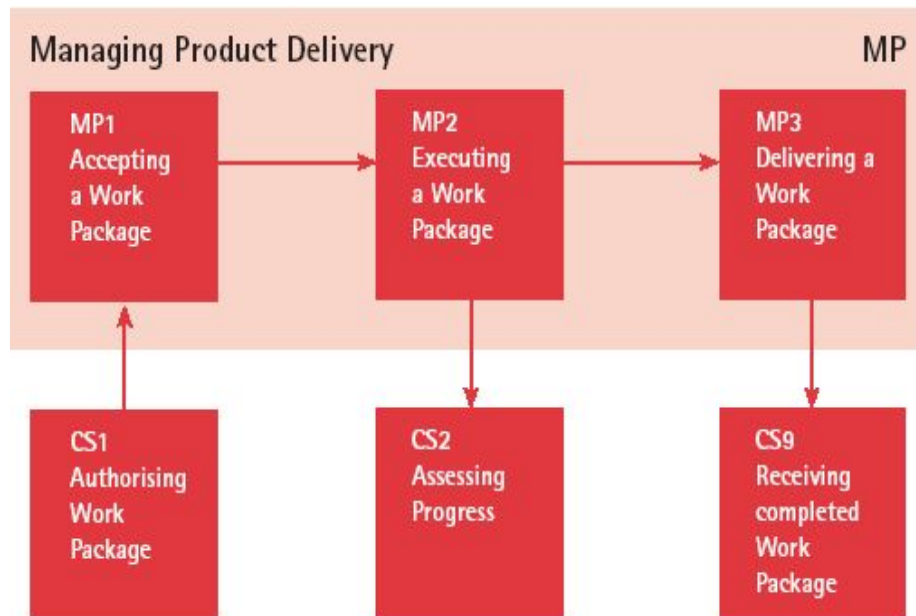 Managing Product Delivery
MP
MP1
Accepting
a Work
Package
MP2
Executing
a Work
Package
MP3
Delivering a
Work
Package
CS1
Authorising
Work
Package
CS2
Assessing
Progress
CS9
Receiving
completed
Work
Package